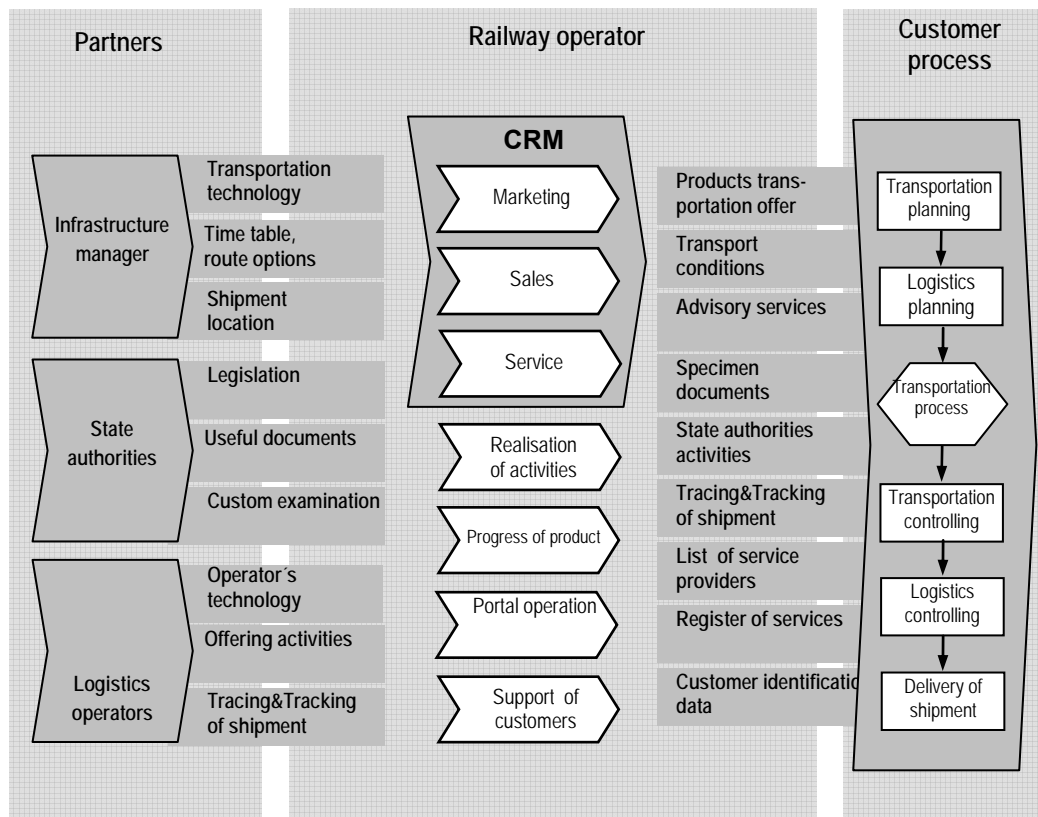 Partners
Infrastructure
manager
State
authorities
Logistics
operators
Transportation
technology
Time table,
route options
Shipment
location
Legislation
Useful documents
Custom examination
Operator´s
technology
Offering activities
Tracing&Tracking
of shipment
Railway operator
CRM
Marketing
Sales
Service
Realisation
of activities
Progress of product
Portal operation
Support of
customers
Products trans-
portation offer
Transport
conditions
Advisory services
Specimen
documents
State authorities
activities
Tracing&Tracking
of shipment
List of service
providers
Register of services
Customer identificatic
data
Customer
process
Transportation
planning
Logistics
planning
Transportation
process
Transportation
controlling
Logistics
controlling
Delivery of
shipment